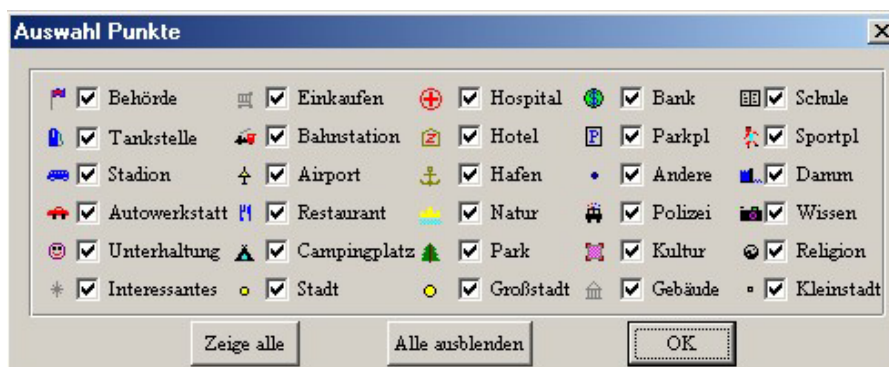 Auswahl Punkte
Behörde Einkaufen Hospital Bank Schule
Tankstelle Bahnstation Hotel P Parkpl Sportpl
Stadion Airport Hafen Andere Damm
Autowerkstatt Restaurant Natur Polizei Wissen
Unterhaltung Campingplatz Park Kultur Religion
Interessantes Stadt Großstadt Gebäude Kleinstadt
Zeige alle Alle ausblenden OK